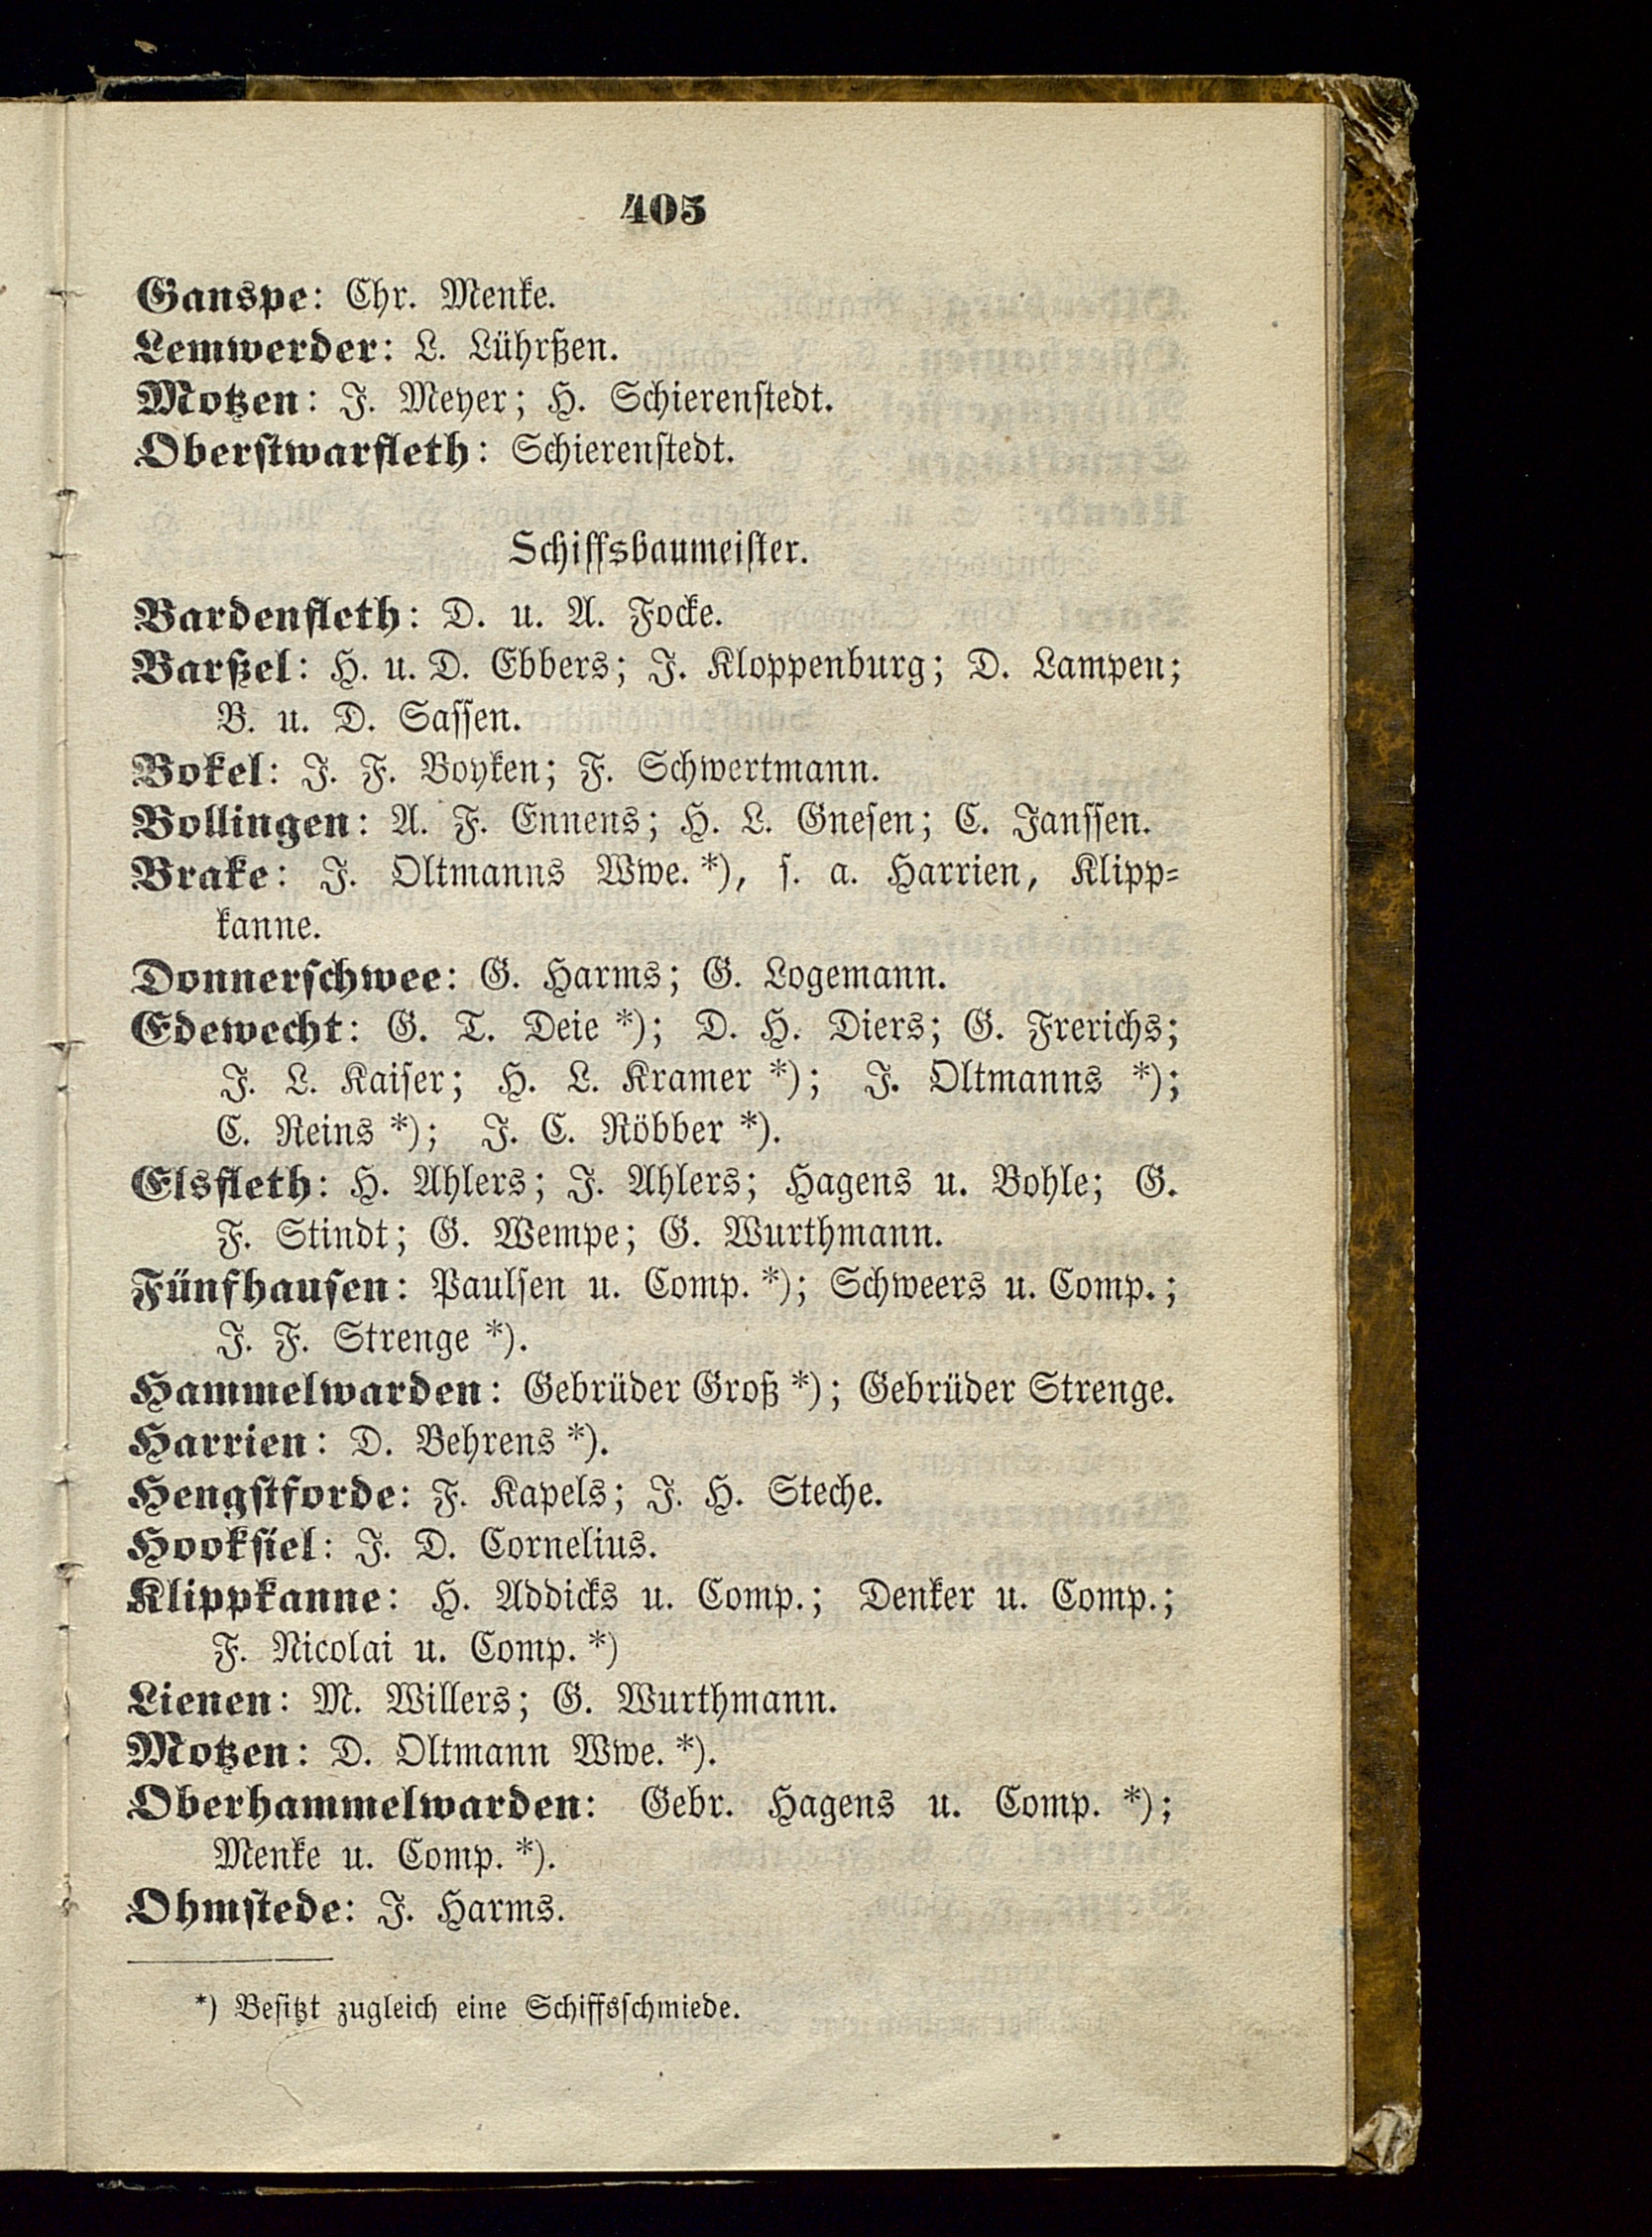 405
Ganspe: Chr. Menke.
Lemwerder: L. Lührßen.
Motzen: J. Meyer; H. Schierenstedt.
Oberstwarfleth: Schierenstedt.
Schiffsbaumeister.
Bardenfleth: D. u. A. Focke.
Barßel: H. u. D. Ebbers; J. Kloppenburg; D. Lampen;
B. u. D. Sassen.
Bokel: J. F. Boyken; F. Schwertmann.
Bollingen: A. F. Ennens; H. L. Gnesen; C. Janssen.
Brake: J. Oltmanns Wwe. *), s. a. Harrien, Klipp-
kanne.
Donnerschwee: G. Harms; G. Logemann.
Edewecht: G. T. Deie *); D. H. Diers; G. Frerichs;
J. L. Kaiser; H. L. Kramer *); J. Oltmanns *);
C. Reins *); J. C. Röbber *).
Elsfleth: H. Ahlers; J. Ahlers; Hagens u. Bohle; G.
F. Stindt; G. Wempe; G. Wurthmann.
Fünfhausen: Paulsen u. Comp. *); Schweers u. Comp.;
J. F. Strenge *).
Hammelwarden: Gebrüder Groß *); Gebrüder Strenge.
Harrien: D. Behrens *).
Hengstforde: F. Kapels; J. H. Steche.
Hooksiel: J. D. Cornelius.
Klippkanne: H. Addicks u. Comp.; Denker u. Comp.;
F. Nicolai u. Comp. *)
Lienen: M. Willers; G. Wurthmann.
Motzen: D. Oltmann Wwe. *).
Oberhammelwarden: Gebr. Hagens u. Comp. *);
Menke u. Comp. *).
Ohmstede: J. Harms.
*) Besitzt zugleich eine Schiffsschmiede.